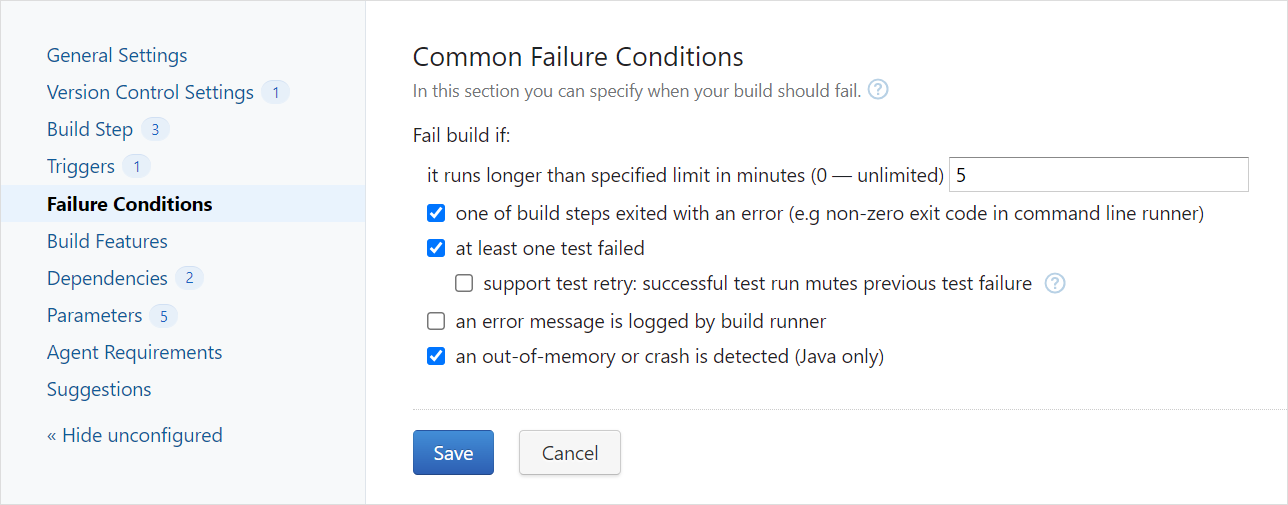 General Settings
Version Control Settings 1
Build Step 3
Triggers 1
Failure Conditions
Build Features
Dependencies 2
Parameters 5
Agent Requirements
Suggestions
« Hide unconfigured
Common Failure Conditions
In this section you can specify when your build should fail. ?
Fail build if:
it runs longer than specified limit in minutes (0 — unlimited) 5
one of build steps exited with an error (e.g non-zero exit code in command line runner)
at least one test failed
support test retry: successful test run mutes previous test failure ?
an error message is logged by build runner
an out-of-memory or crash is detected (Java only)
Save Cancel